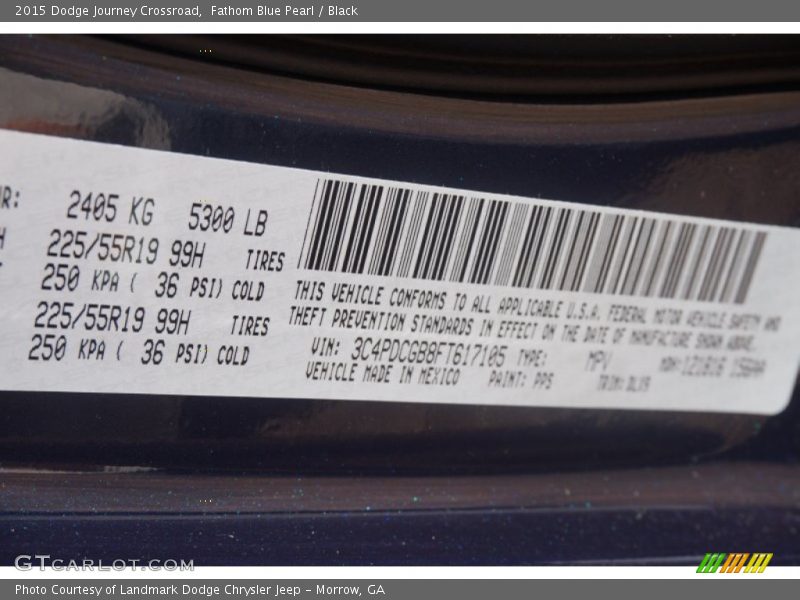 2015 Dodge Journey Crossroad, Fathom Blue Pearl / Black
2405 KG 5300 LB
225/55R19 99H TIRES
250 KPA ( 36 PSI) COLD
225/55R19 99H TIRES
250 KPA ( 36 PSI) COLD
THIS VEHICLE CONFORMS TO ALL APPLICABLE U.S.A. FEDERAL MOTOR VEHICLE SAFETY AND
THEFT PREVENTION STANDARDS IN EFFECT ON THE DATE OF MANUFACTURE SHOWN ABOVE.
VIN: 3C4PDCGB8FT617105 TYPE: MPV
VEHICLE MADE IN MEXICO PAINT: PPS
GTCARLOT.COM
Photo Courtesy of Landmark Dodge Chrysler Jeep – Morrow, GA